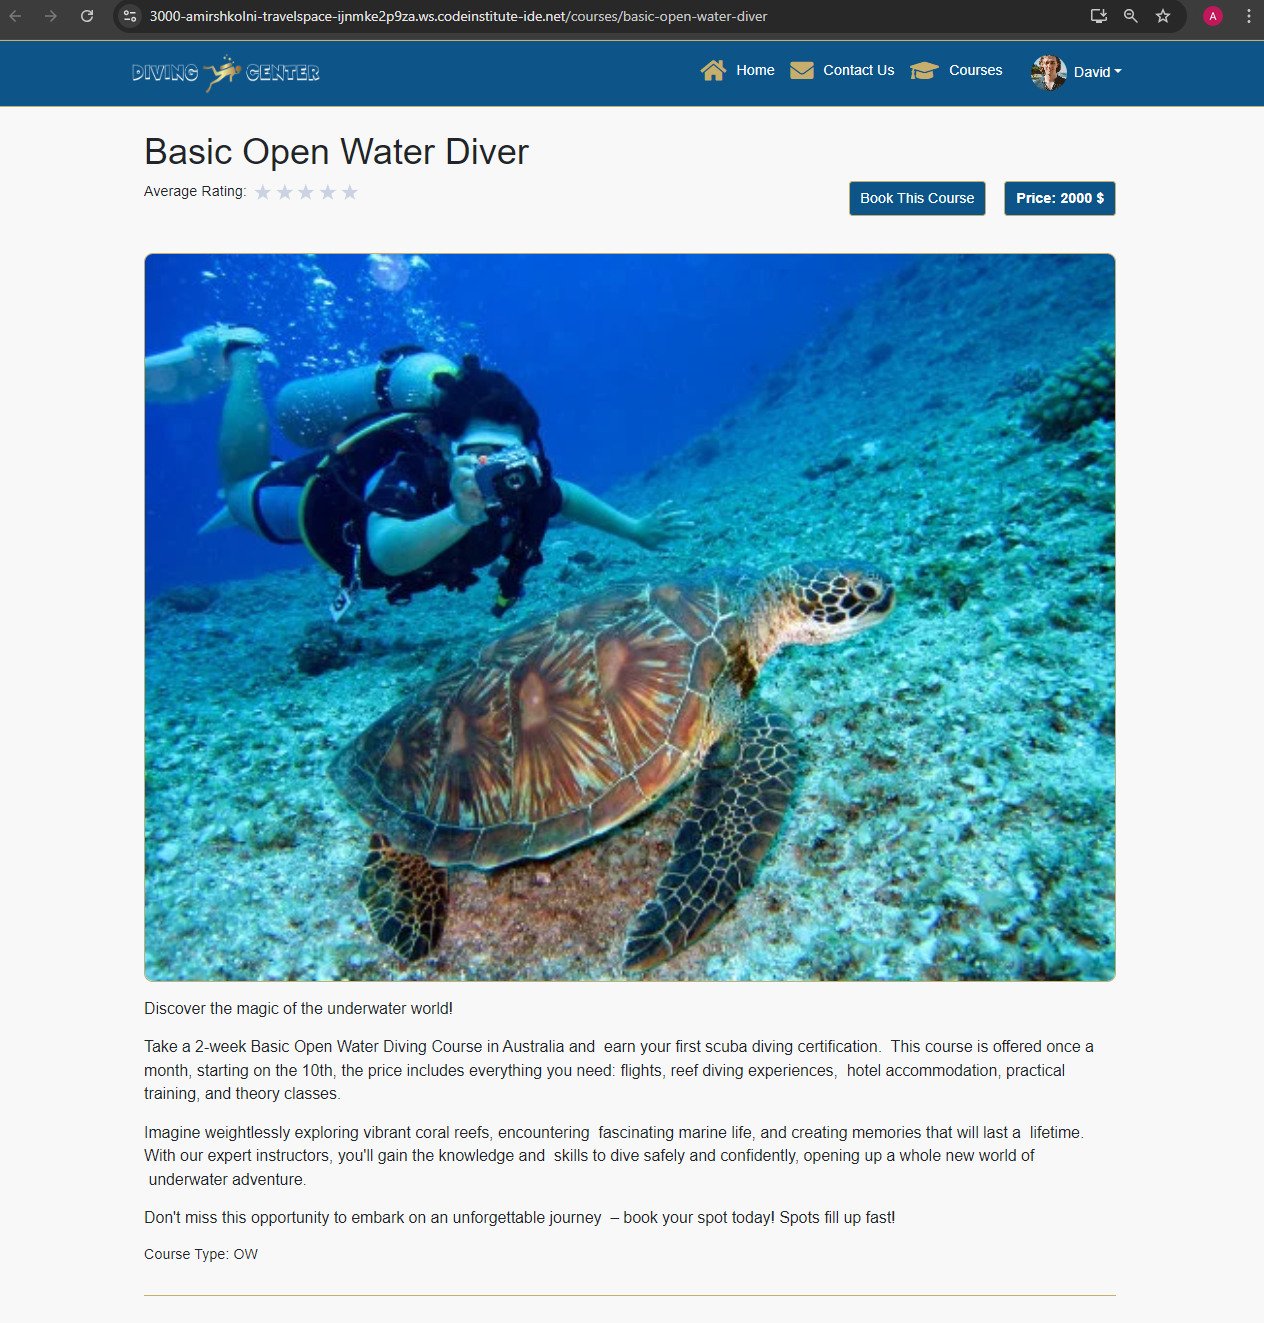 3000-amirshkolni-travelspace-ijnmke2p9za.ws.codeinstitute-ide.net/courses/basic-open-water-diver
A
DIVING CENTER
Home
Contact Us
Courses
David
Basic Open Water Diver
Average Rating:
Book This Course
Price: 2000 $
Discover the magic of the underwater world!
Take a 2-week Basic Open Water Diving Course in Australia and  earn your first scuba diving certification.  This course is offered once a
month, starting on the 10th, the price includes everything you need: flights, reef diving experiences,  hotel accommodation, practical
training, and theory classes.
Imagine weightlessly exploring vibrant coral reefs, encountering  fascinating marine life, and creating memories that will last a  lifetime.
With our expert instructors, you'll gain the knowledge and  skills to dive safely and confidently, opening up a whole new world of
underwater adventure.
Don't miss this opportunity to embark on an unforgettable journey  – book your spot today! Spots fill up fast!
Course Type: OW